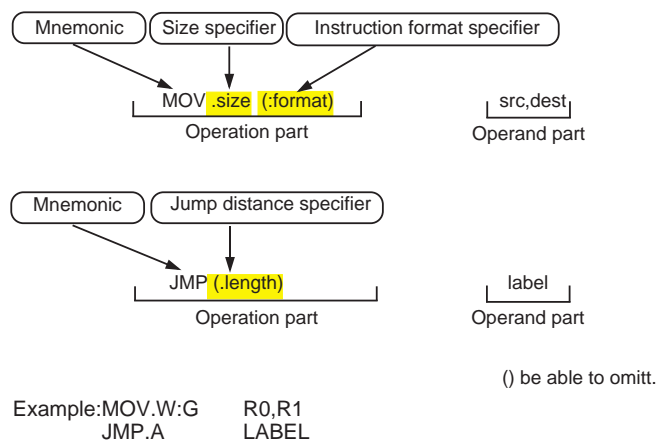 Mnemonic Size specifier Instruction format specifier
MOV .size (:format) src,dest
Operation part Operand part
Mnemonic Jump distance specifier
JMP (.length) label
Operation part Operand part
() be able to omitt.
Example:MOV.W:G R0,R1
JMP.A LABEL